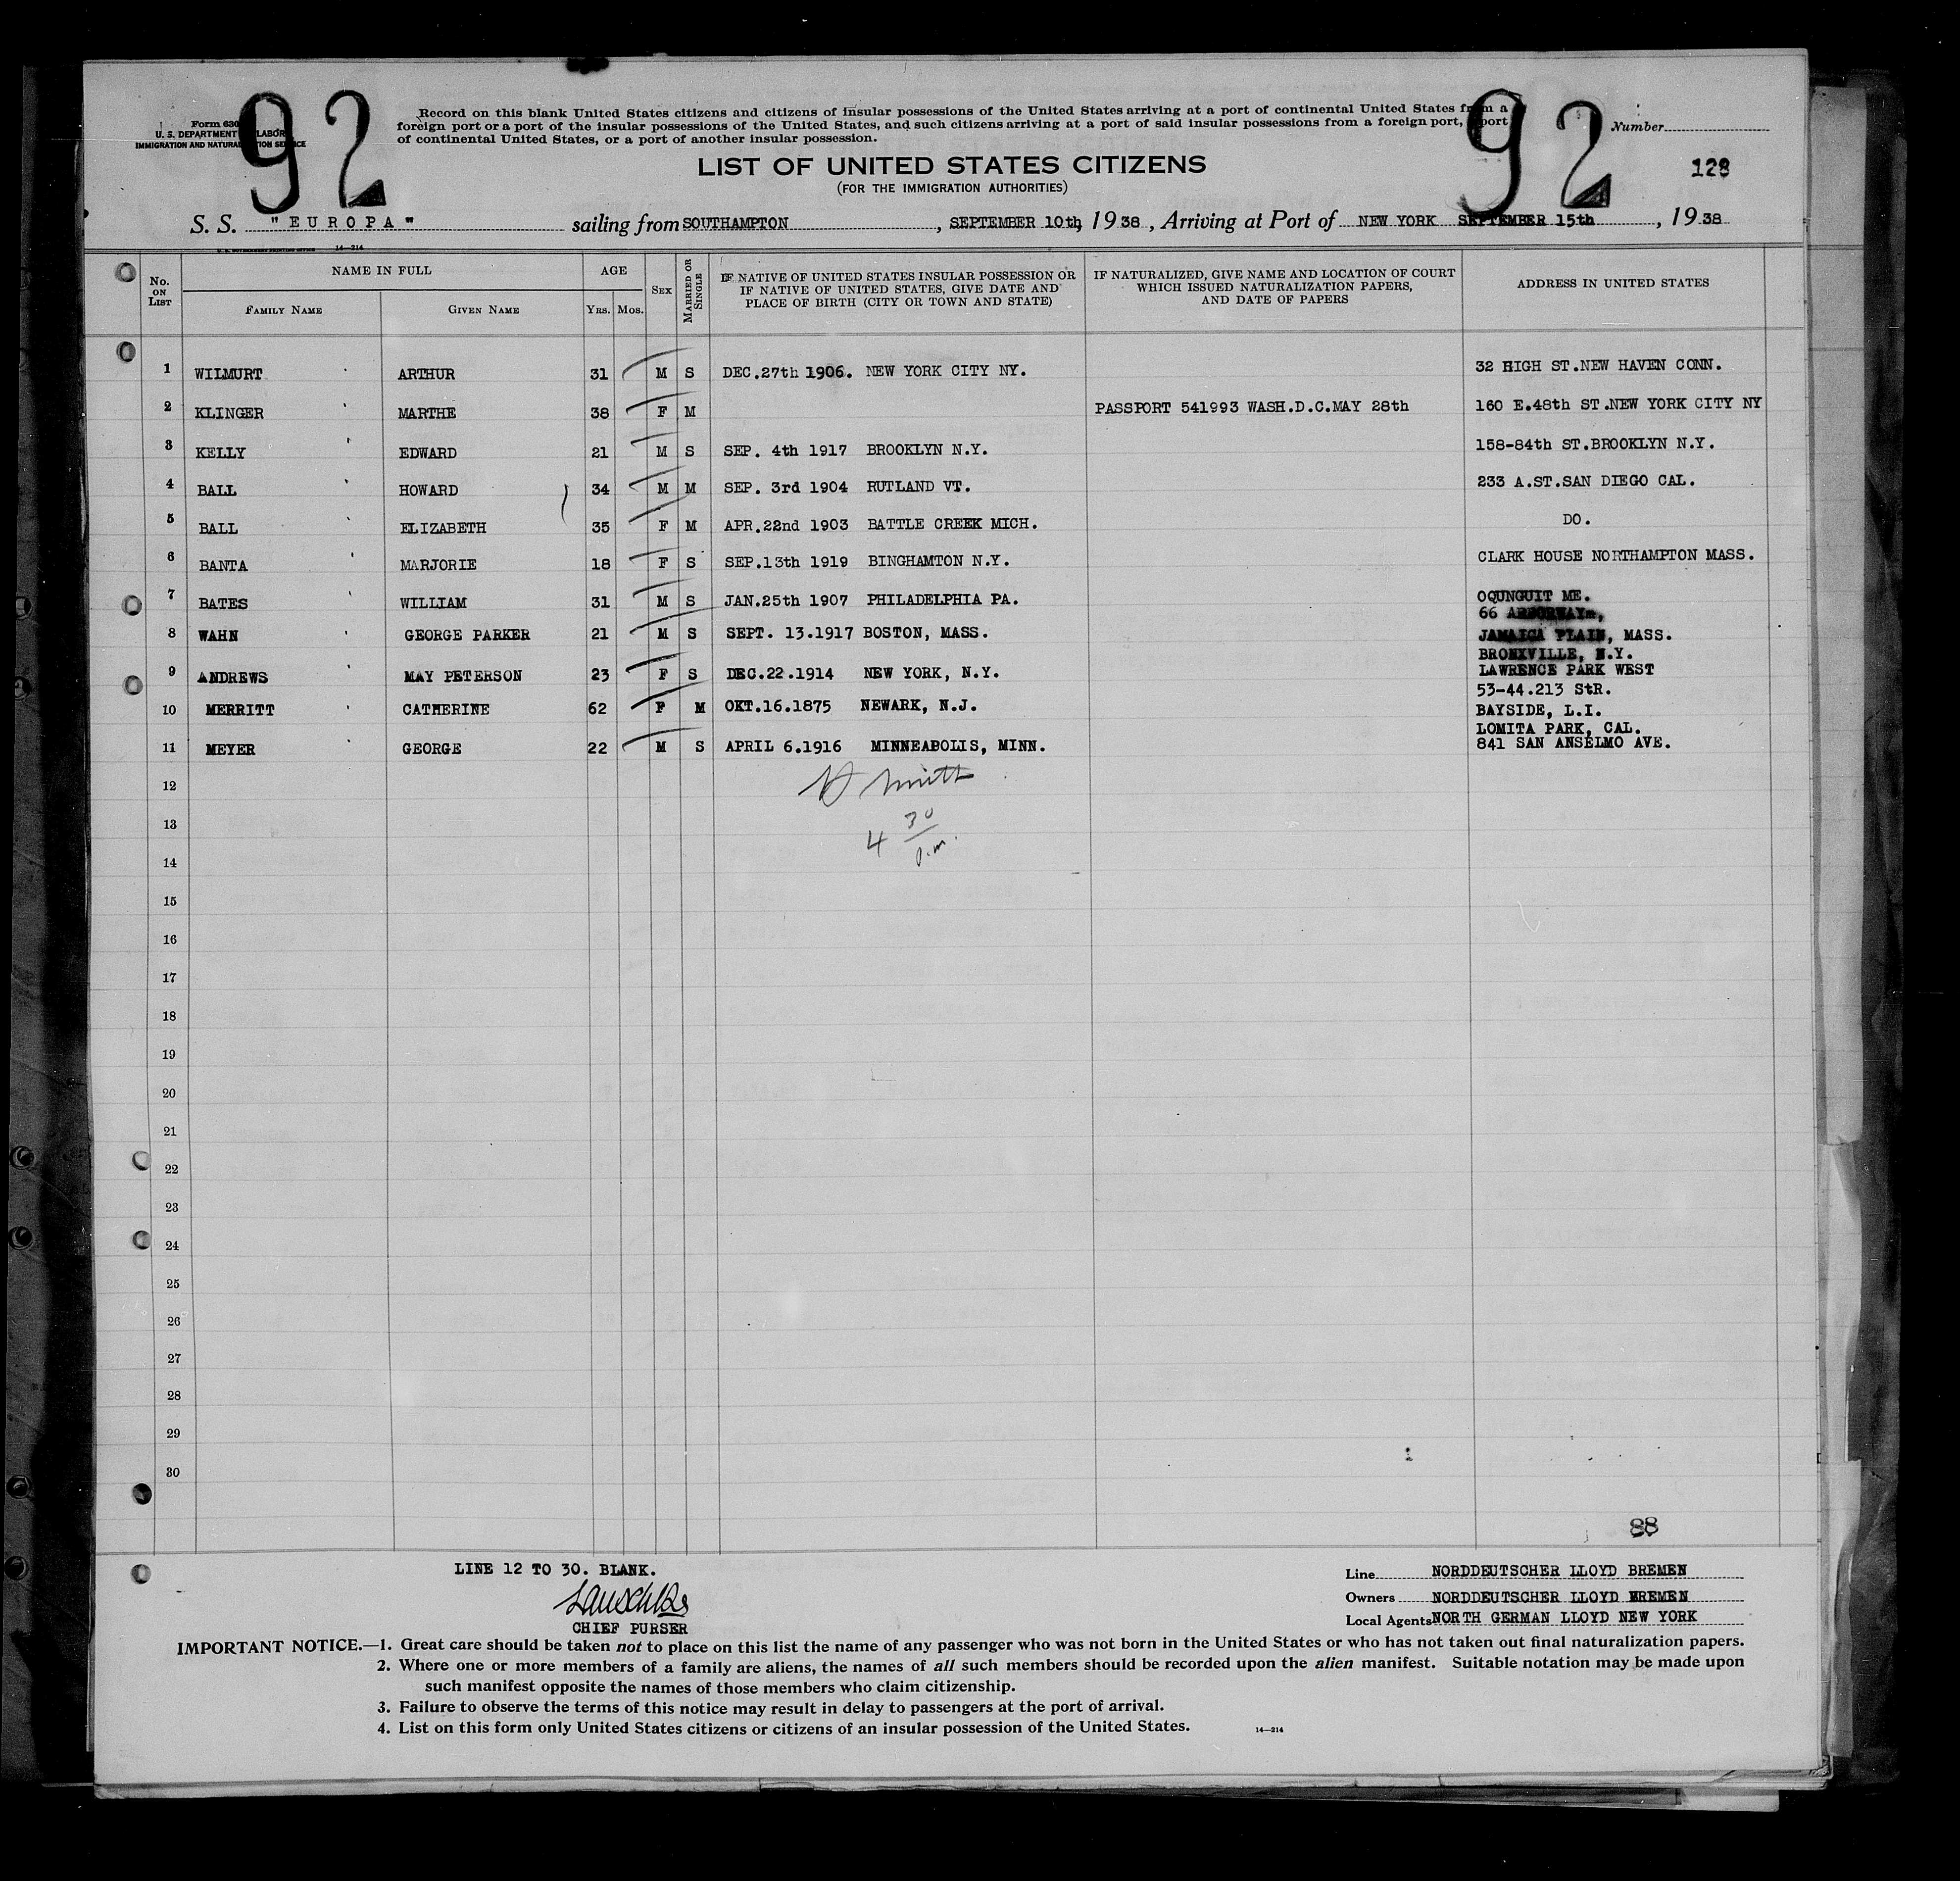 92
92
Form 630
U. S. DEPARTMENT LABOR
IMMIGRATION AND NATURALIZATION SERVICE
Record on this blank United States citizens and citizens of insular possessions of the United States arriving at a port of continental United States from a
foreign port or a port of the insular possessions of the United States, and such citizens arriving at a port of said insular possessions from a foreign port, port
of continental United States, or a port of another insular possession.
Number
LIST OF UNITED STATES CITIZENS
128
(FOR THE IMMIGRATION AUTHORITIES)
S. S. "EUROPA" sailing from SOUTHAMPTON, SEPTEMBER 10th, 1938, Arriving at Port of NEW YORK SEPTEMBER 15th, 1938
14—214
No. ON LIST
NAME IN FULL
FAMILY NAME GIVEN NAME
AGE
YRS. MOS.
SEX
MARRIED OR SINGLE
IF NATIVE OF UNITED STATES INSULAR POSSESSION OR
IF NATIVE OF UNITED STATES, GIVE DATE AND
PLACE OF BIRTH (CITY OR TOWN AND STATE)
IF NATURALIZED, GIVE NAME AND LOCATION OF COURT
WHICH ISSUED NATURALIZATION PAPERS,
AND DATE OF PAPERS
ADDRESS IN UNITED STATES
1 WILMURT ARTHUR 31 M S DEC.27th 1906. NEW YORK CITY NY. 32 HIGH ST.NEW HAVEN CONN.
2 KLINGER MARTHE 38 F M PASSPORT 541993 WASH.D.C.MAY 28th 160 E.48th ST.NEW YORK CITY NY
3 KELLY EDWARD 21 M S SEP. 4th 1917 BROOKLYN N.Y. 158-84th ST.BROOKLYN N.Y.
4 BALL HOWARD 34 M M SEP. 3rd 1904 RUTLAND VT. 233 A.ST.SAN DIEGO CAL.
5 BALL ELIZABETH 35 F M APR.22nd 1903 BATTLE CREEK MICH. DO.
6 BANTA MARJORIE 18 F S SEP.13th 1919 BINGHAMTON N.Y. CLARK HOUSE NORTHAMPTON MASS.
7 BATES WILLIAM 31 M S JAN.25th 1907 PHILADELPHIA PA. OQUNGUIT ME.
66 ARBORWAY,
8 WAHN GEORGE PARKER 21 M S SEPT. 13.1917 BOSTON, MASS. JAMAICA PLAIN, MASS.
BRONXVILLE, N.Y.
9 ANDREWS MAY PETERSON 23 F S DEC.22.1914 NEW YORK, N.Y. LAWRENCE PARK WEST
53-44.213 StR.
10 MERRITT CATHERINE 62 F M OKT.16.1875 NEWARK, N.J. BAYSIDE, L.I.
LOMITA PARK, CAL.
11 MEYER GEORGE 22 M S APRIL 6.1916 MINNEAPOLIS, MINN. 841 SAN ANSELMO AVE.
12 Smith
13 4 30
14 p.m.
15
16
17
18
19
20
21
22
23
24
25
26
27
28
29
30
88
LINE 12 TO 30. BLANK.
CHIEF PURSER
Line NORDDEUTSCHER LLOYD BREMEN
Owners NORDDEUTSCHER LLOYD BREMEN
Local Agents NORTH GERMAN LLOYD NEW YORK
IMPORTANT NOTICE.—1. Great care should be taken not to place on this list the name of any passenger who was not born in the United States or who has not taken out final naturalization papers.
2. Where one or more members of a family are aliens, the names of all such members should be recorded upon the alien manifest. Suitable notation may be made upon
such manifest opposite the names of those members who claim citizenship.
3. Failure to observe the terms of this notice may result in delay to passengers at the port of arrival.
4. List on this form only United States citizens or citizens of an insular possession of the United States.
14—214